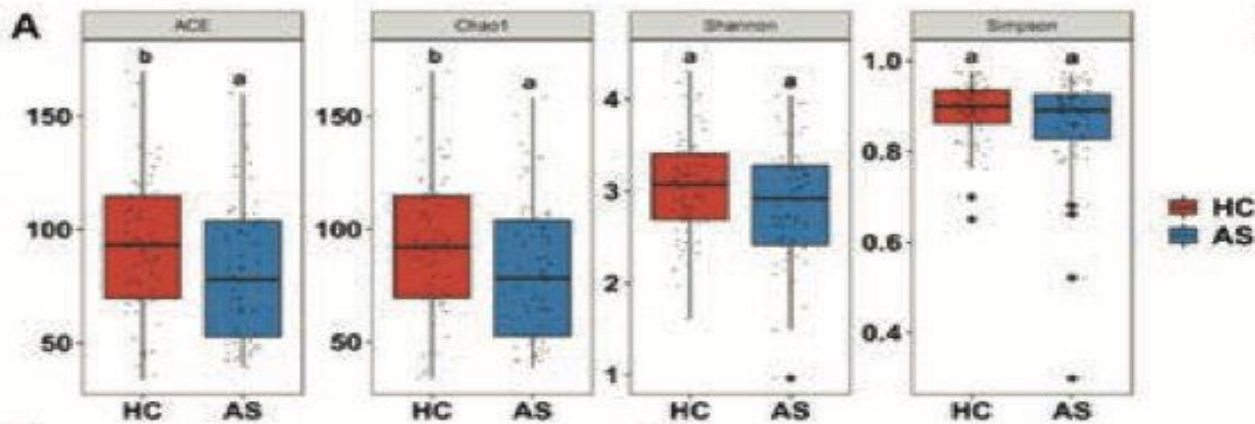 A
ACE
Chao1
Shannon
Simpson
b
a
b
a
a
a
a
a
150
100
50
150
100
50
4
3
2
1
1.0
0.8
0.6
0.4
HC
AS
HC
AS
HC
AS
HC
AS
HC
AS